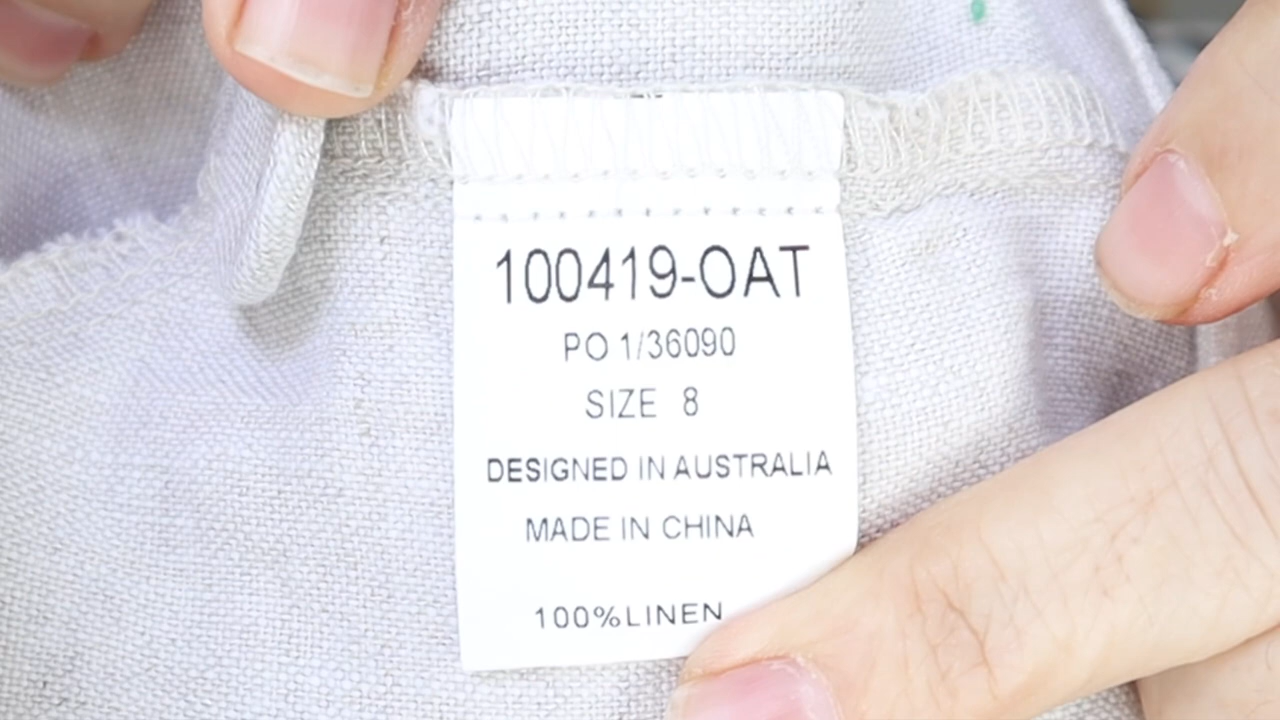 100419-OAT
PO 1/36090
SIZE 8
DESIGNED IN AUSTRALIA
MADE IN CHINA
100%LINEN